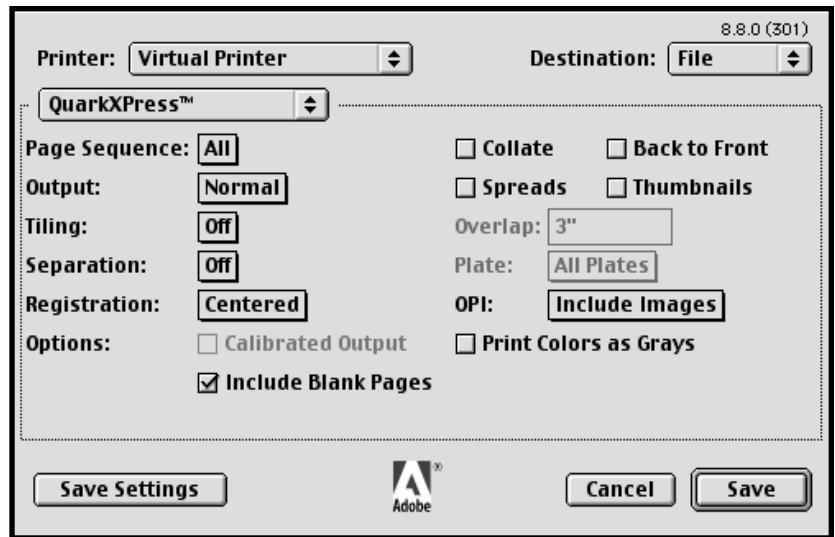 8.8.0 (301)
Printer: Virtual Printer Destination: File
QuarkXPress™
Page Sequence: All Collate Back to Front
Output: Normal Spreads Thumbnails
Tiling: Off Overlap: 3"
Separation: Off Plate: All Plates
Registration: Centered OPI: Include Images
Options: Calibrated Output Print Colors as Grays
Include Blank Pages
Save Settings Adobe® Cancel Save